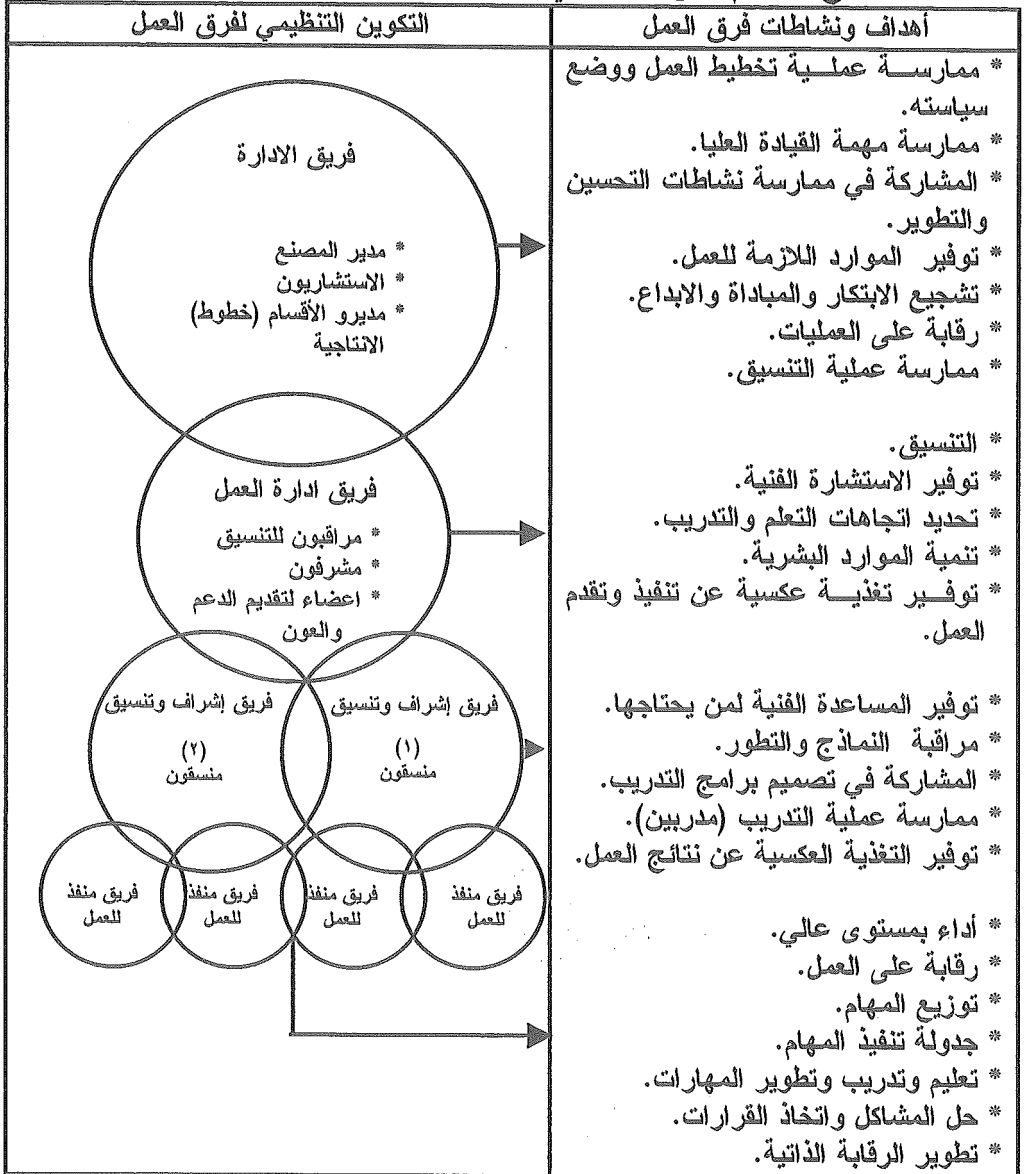 أهداف ونشاطات فرق العمل
التكوين التنظيمي لفرق العمل
* ممارسة عملية تخطيط العمل ووضع
سياسته.
* ممارسة مهمة القيادة العليا.
* المشاركة في ممارسة نشاطات التحسين
والتطوير.
* توفير الموارد اللازمة للعمل.
* تشجيع الابتكار والمباداة والابداع.
* رقابة على العمليات.
* ممارسة عملية التنسيق.
* التنسيق.
* توفير الاستشارة الفنية.
* تحديد اتجاهات التعلم والتدريب.
* تنمية الموارد البشرية.
* توفير تغذية عكسية عن تنفيذ وتقدم
العمل.
* توفير المساعدة الفنية لمن يحتاجها.
* مراقبة النماذج والتطور.
* المشاركة في تصميم برامج التدريب.
* ممارسة عملية التدريب (مدربين).
* توفير التغذية العكسية عن نتائج العمل.
* أداء بمستوى عالي.
* رقابة على العمل.
* توزيع المهام.
* جدولة تنفيذ المهام.
* تعليم وتدريب وتطوير المهارات.
* حل المشاكل واتخاذ القرارات.
* تطوير الرقابة الذاتية.
فريق الادارة
* مدير المصنع
* الاستشاريون
* مديرو الأقسام (خطوط)
الانتاجية
فريق ادارة العمل
* مراقبون للتنسيق
* مشرفون
* اعضاء لتقديم الدعم
والعون
فريق إشراف وتنسيق
(١)
منسقون
فريق إشراف وتنسيق
(٢)
منسقون
فريق منفذ
للعمل
فريق منفذ
للعمل
فريق منفذ
للعمل
فريق منفذ
للعمل